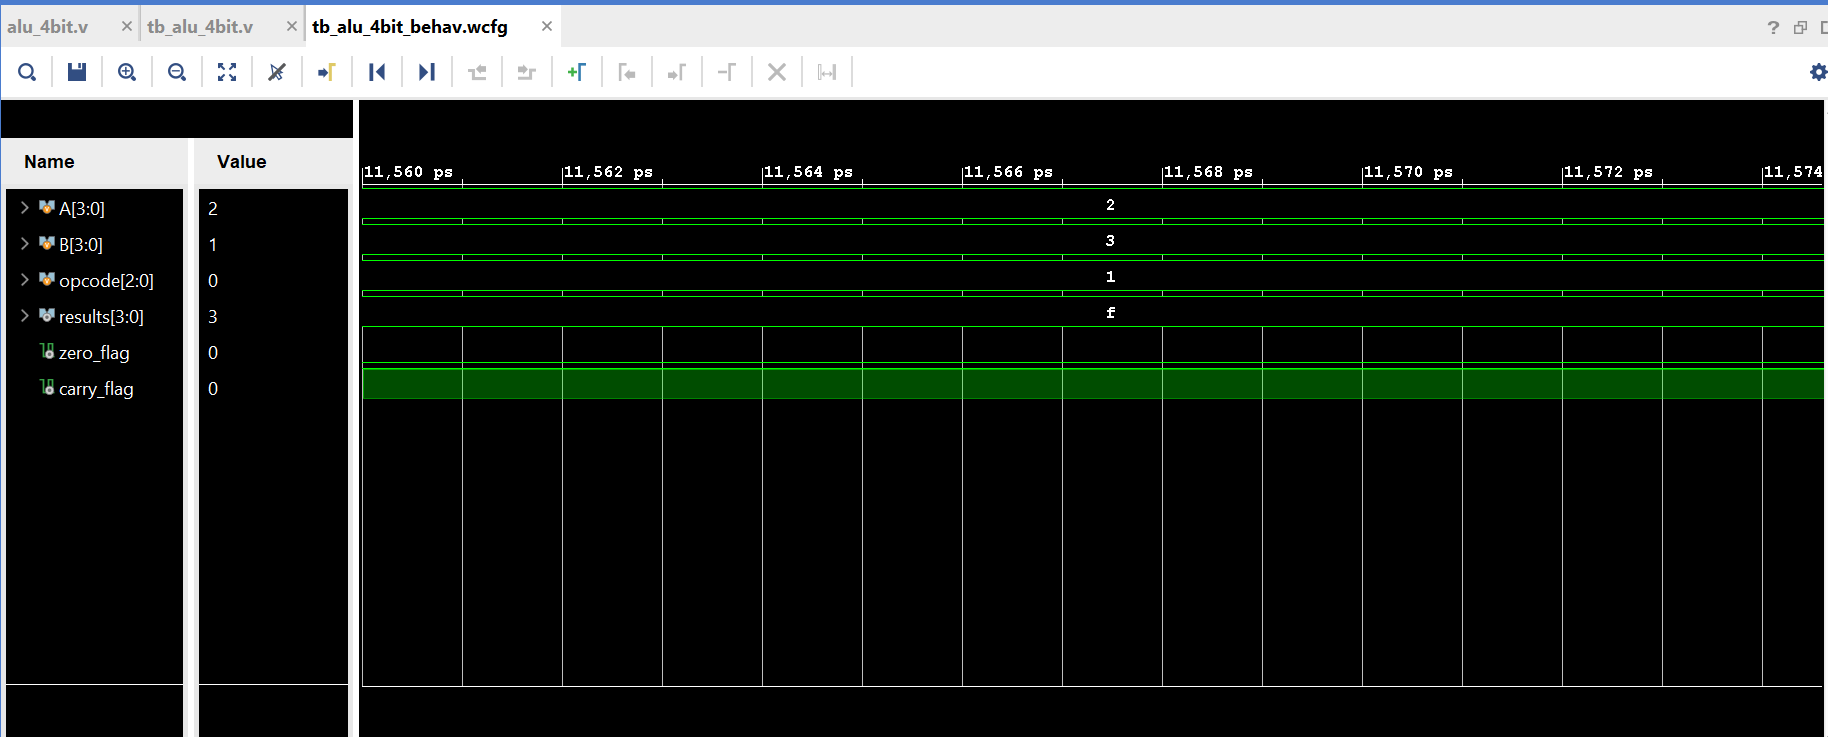 alu_4bit.v tb_alu_4bit.v tb_alu_4bit_behav.wcfg
Name Value
11,560 ps 11,562 ps 11,564 ps 11,566 ps 11,568 ps 11,570 ps 11,572 ps 11,574
A[3:0] 2 2
B[3:0] 1 3
opcode[2:0] 0 1
results[3:0] 3 f
zero_flag 0
carry_flag 0